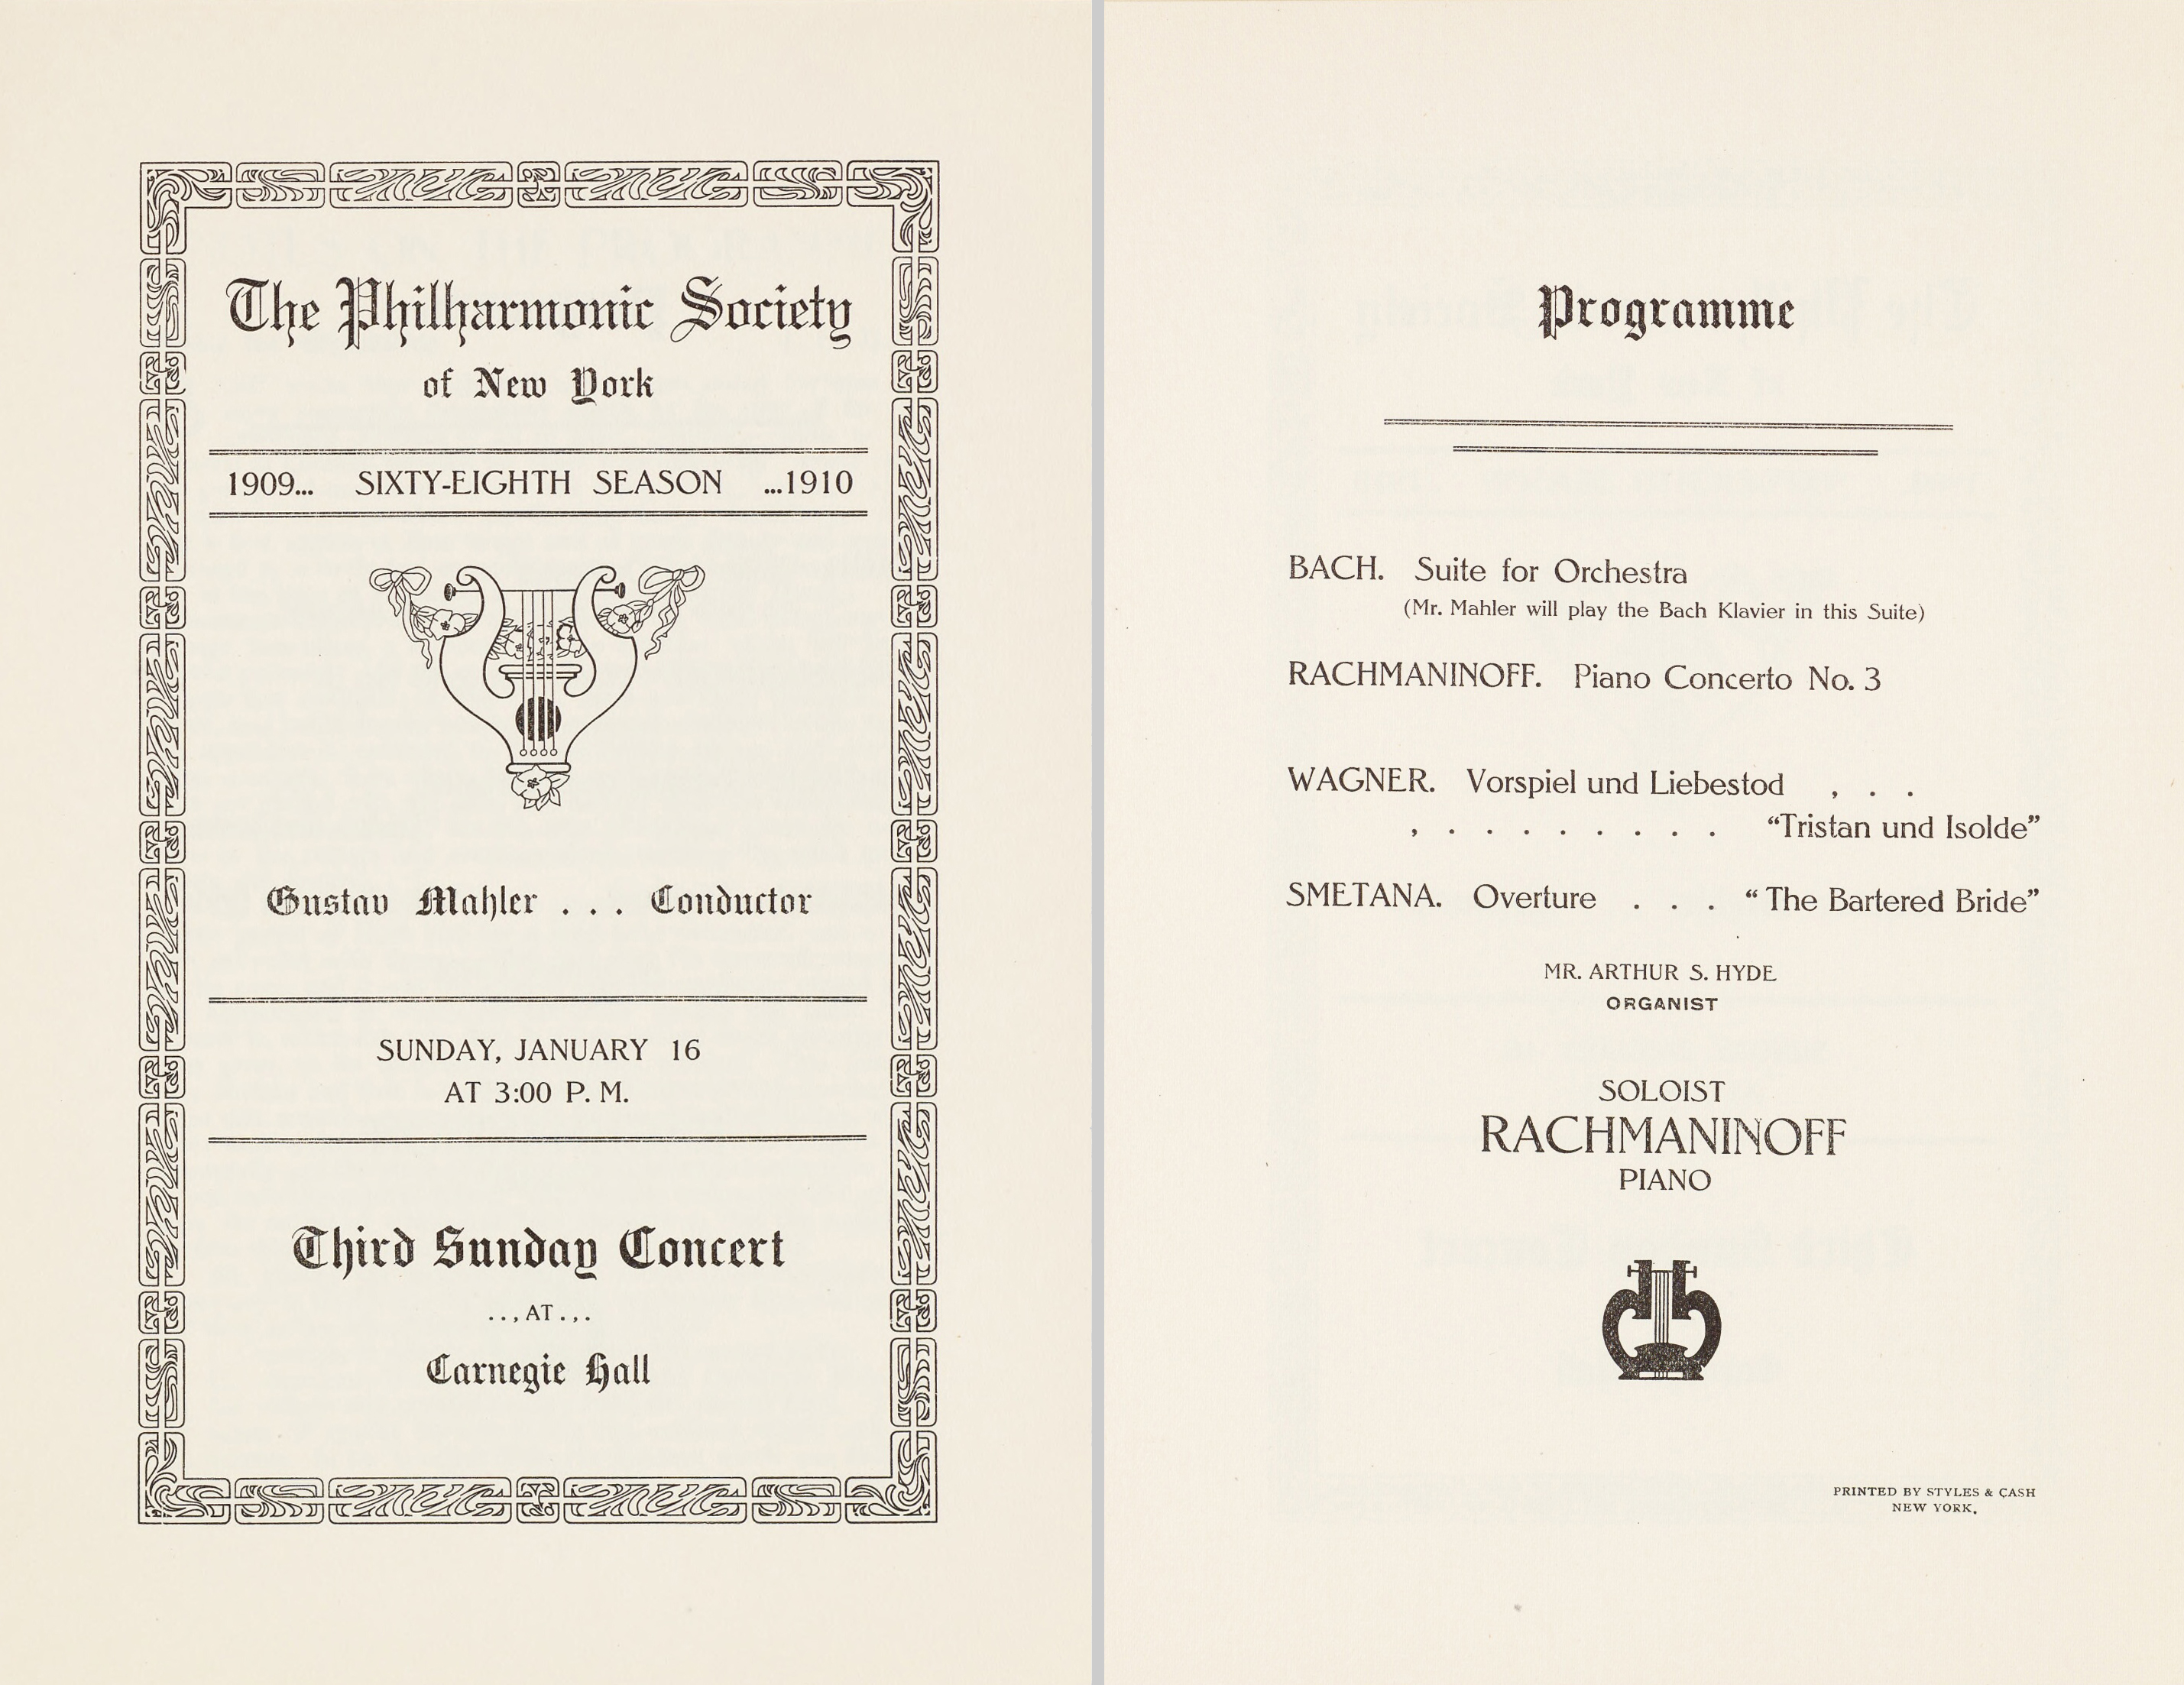 The Philharmonic Society
of New York
1909... SIXTY-EIGHTH SEASON ...1910
Gustav Mahler . . . Conductor
SUNDAY, JANUARY 16
AT 3:00 P. M.
Third Sunday Concert
. . , AT . , .
Carnegie Hall
Programme
BACH. Suite for Orchestra
(Mr. Mahler will play the Bach Klavier in this Suite)
RACHMANINOFF. Piano Concerto No. 3
WAGNER. Vorspiel und Liebestod , . .
, . . . . . . . . “Tristan und Isolde”
SMETANA. Overture . . . “ The Bartered Bride”
MR. ARTHUR S. HYDE
ORGANIST
SOLOIST
RACHMANINOFF
PIANO
PRINTED BY STYLES & CASH
NEW YORK.